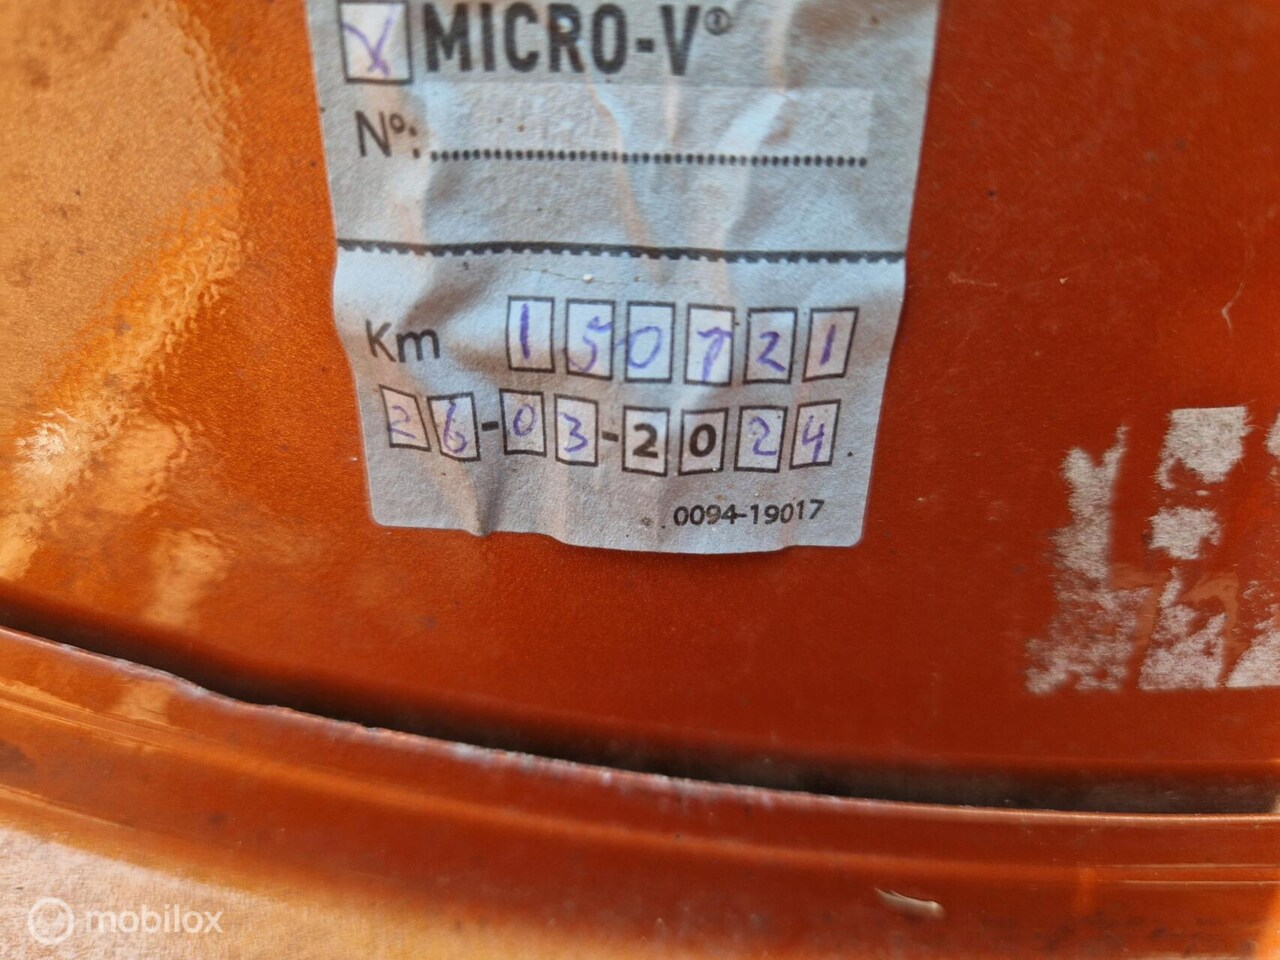 X MICRO-V®
Nº:
Km 150721
26-03-2024
0094-19017
mobilox